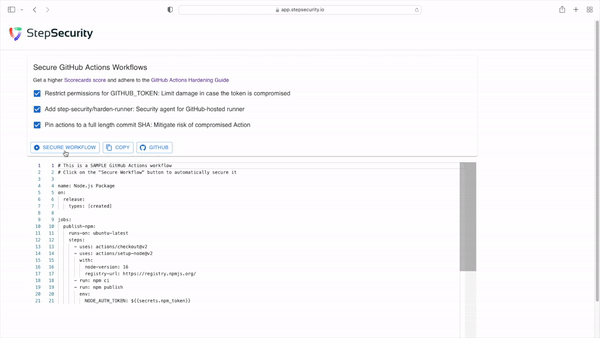 app.stepsecurity.io
StepSecurity
Secure GitHub Actions Workflows
Get a higher Scorecards score and adhere to the GitHub Actions Hardening Guide
Restrict permissions for GITHUB_TOKEN: Limit damage in case the token is compromised
Add step-security/harden-runner: Security agent for GitHub-hosted runner
Pin actions to a full length commit SHA: Mitigate risk of compromised Action
SECURE WORKFLOW COPY GITHUB
1 1 # This is a SAMPLE GitHub Actions workflow
2 2 # Click on the "Secure Workflow" button to automatically secure it
3 3
4 4 name: Node.js Package
5 5 on:
6 6 release:
7 7 types: [created]
8 8
9 9 jobs:
10 10 publish-npm:
11 11 runs-on: ubuntu-latest
12 12 steps:
13 13 - uses: actions/checkout@v2
14 14 - uses: actions/setup-node@v2
15 15 with:
16 16 node-version: 16
17 17 registry-url: https://registry.npmjs.org/
18 18 - run: npm ci
19 19 - run: npm publish
20 20 env:
21 21 NODE_AUTH_TOKEN: ${{secrets.npm_token}}